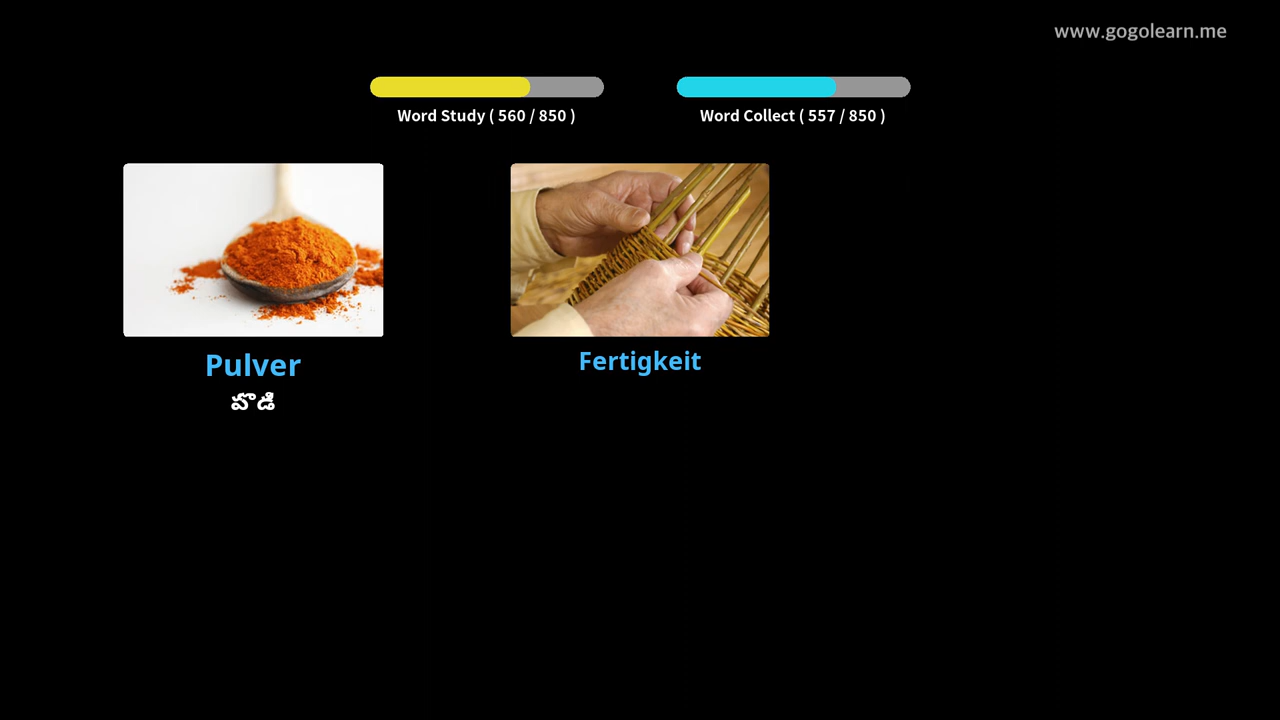 www.gogolearn.me
Word Study ( 560 / 850 )
Word Collect ( 557 / 850 )
Pulver
పొడి
Fertigkeit